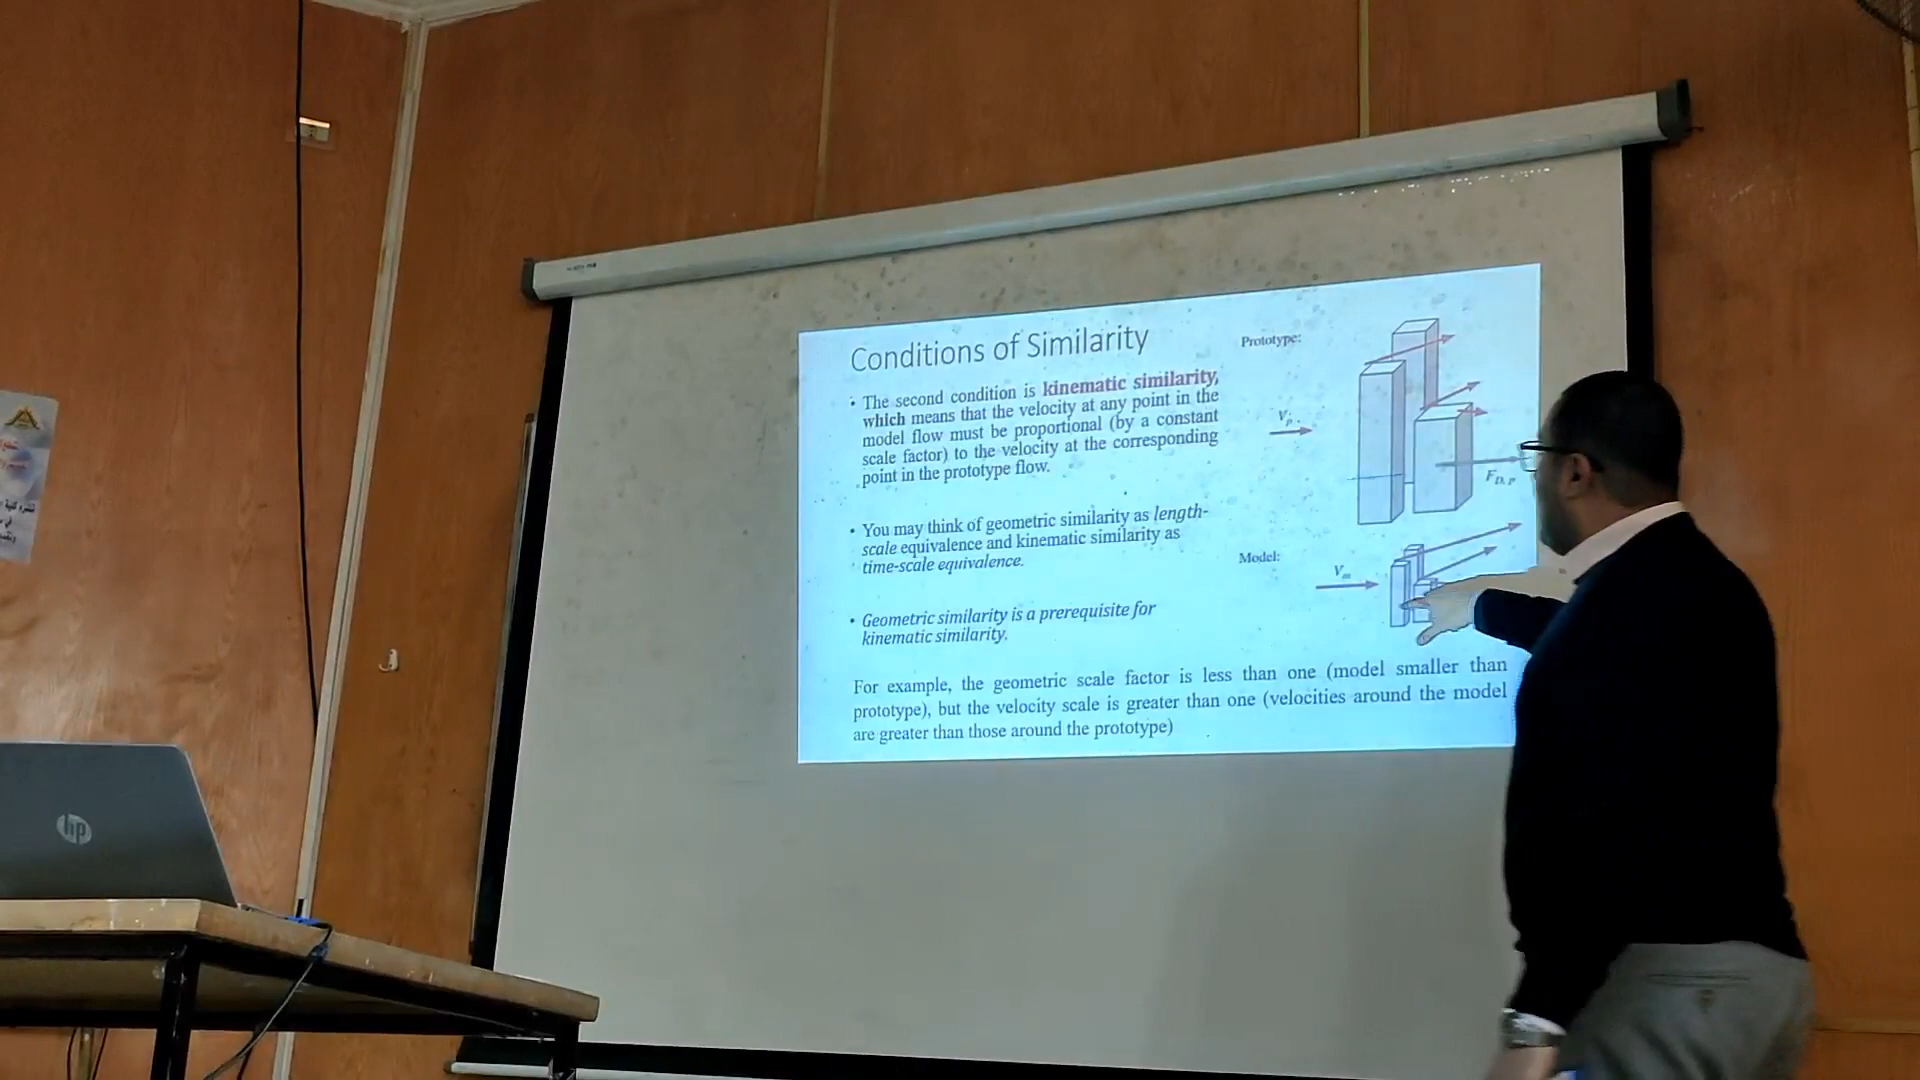 Conditions of Similarity
• The second condition is kinematic similarity,
which means that the velocity at any point in the
model flow must be proportional (by a constant
scale factor) to the velocity at the corresponding
point in the prototype flow.
• You may think of geometric similarity as length-
scale equivalence and kinematic similarity as
time-scale equivalence.
• Geometric similarity is a prerequisite for
kinematic similarity.
For example, the geometric scale factor is less than one (model smaller than
prototype), but the velocity scale is greater than one (velocities around the model
are greater than those around the prototype)
Prototype:
Vp
FD, P
Model:
Vm
hp